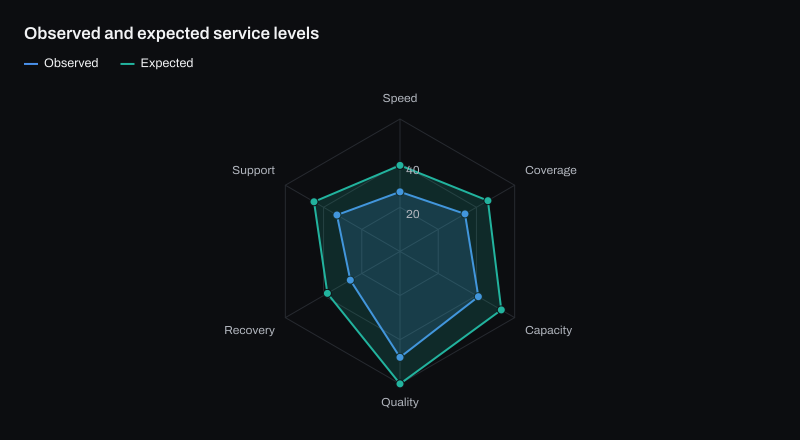 Observed and expected service levels
Observed
Expected
Speed
Support
40
Coverage
20
Recovery
Capacity
Quality